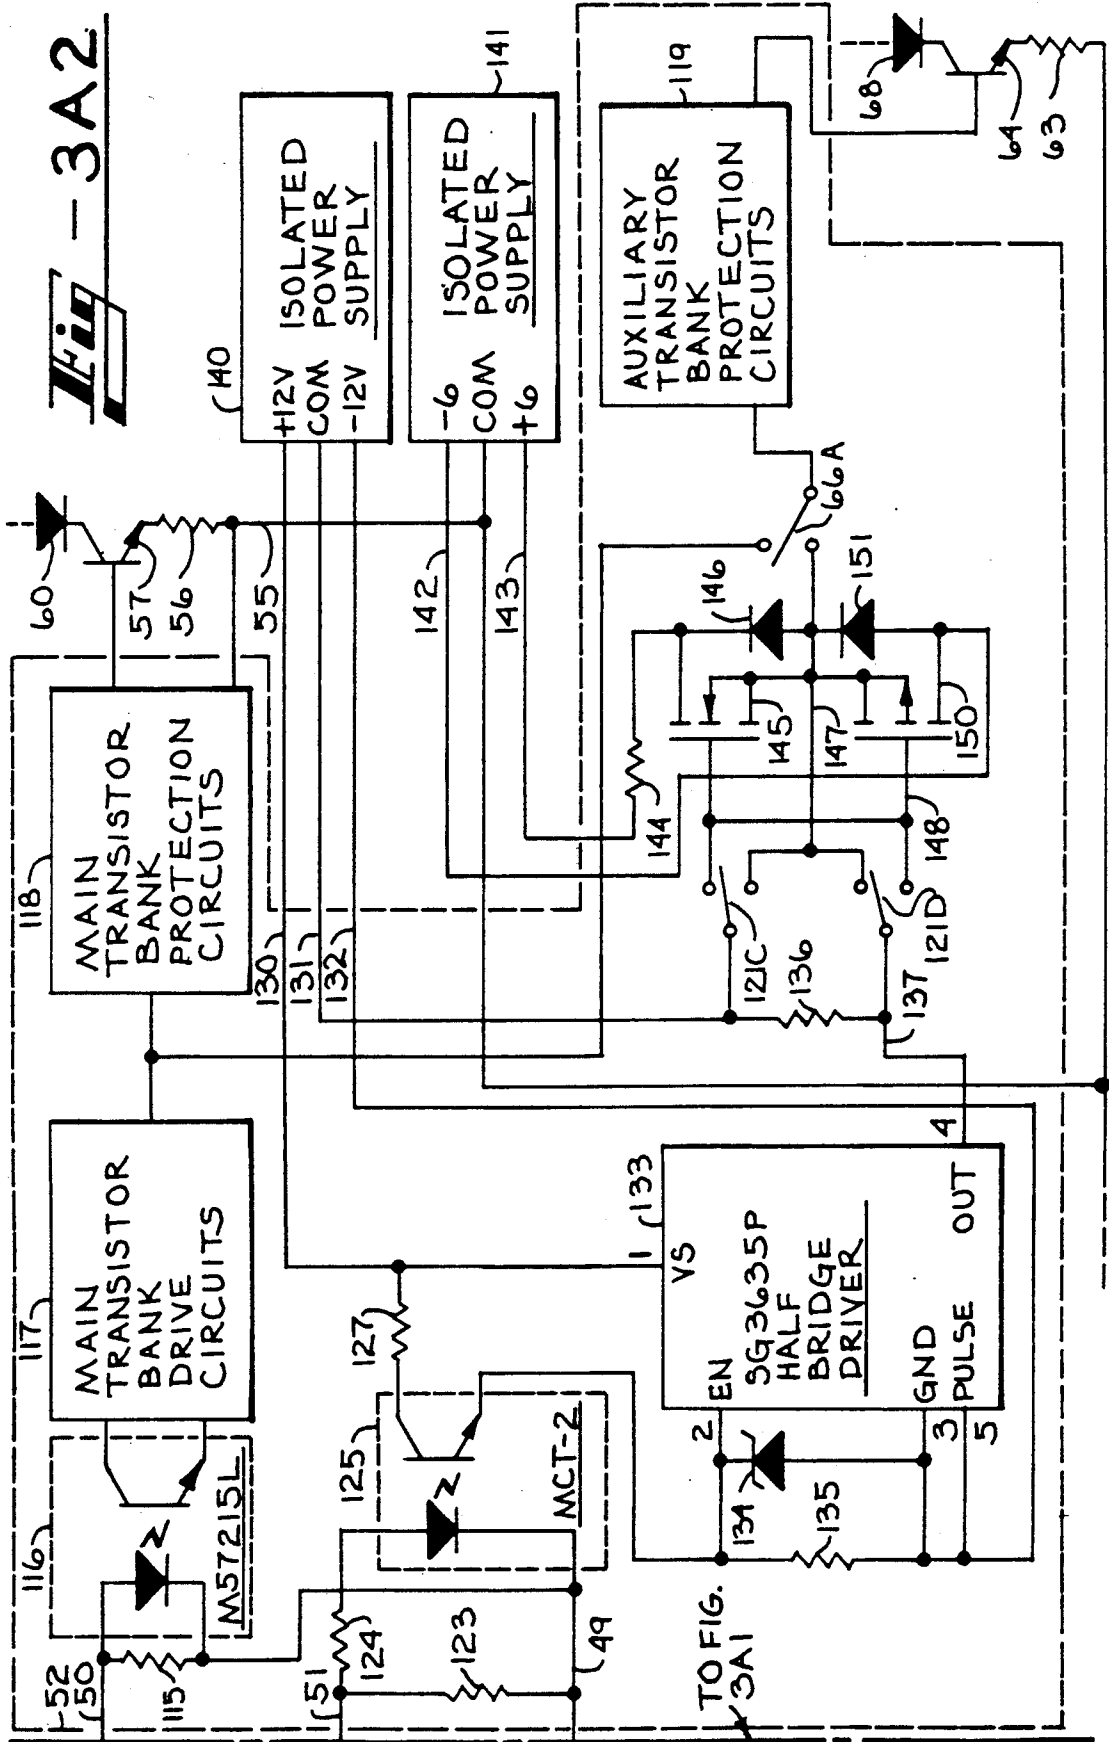 Fig-3A2
52
50
116
M57215L
115
117
MAIN
TRANSISTOR
BANK
DRIVE
CIRCUITS
118
MAIN
TRANSISTOR
BANK
PROTECTION
CIRCUITS
60
57
56
55
140
+12V
COM
-12V
ISOLATED
POWER
SUPPLY
130
131
132
-6
COM
+6
ISOLATED
POWER
SUPPLY
141
142
143
51
124
123
49
125
MCT-2
127
TO FIG.
3A1
134
135
133
1
VS
2
EN
SG3635P
HALF
BRIDGE
DRIVER
GND
3
PULSE
5
OUT
4
137
136
121C
121D
144
145
146
147
148
150
151
66A
AUXILIARY
TRANSISTOR
BANK
PROTECTION
CIRCUITS
119
68
64
63